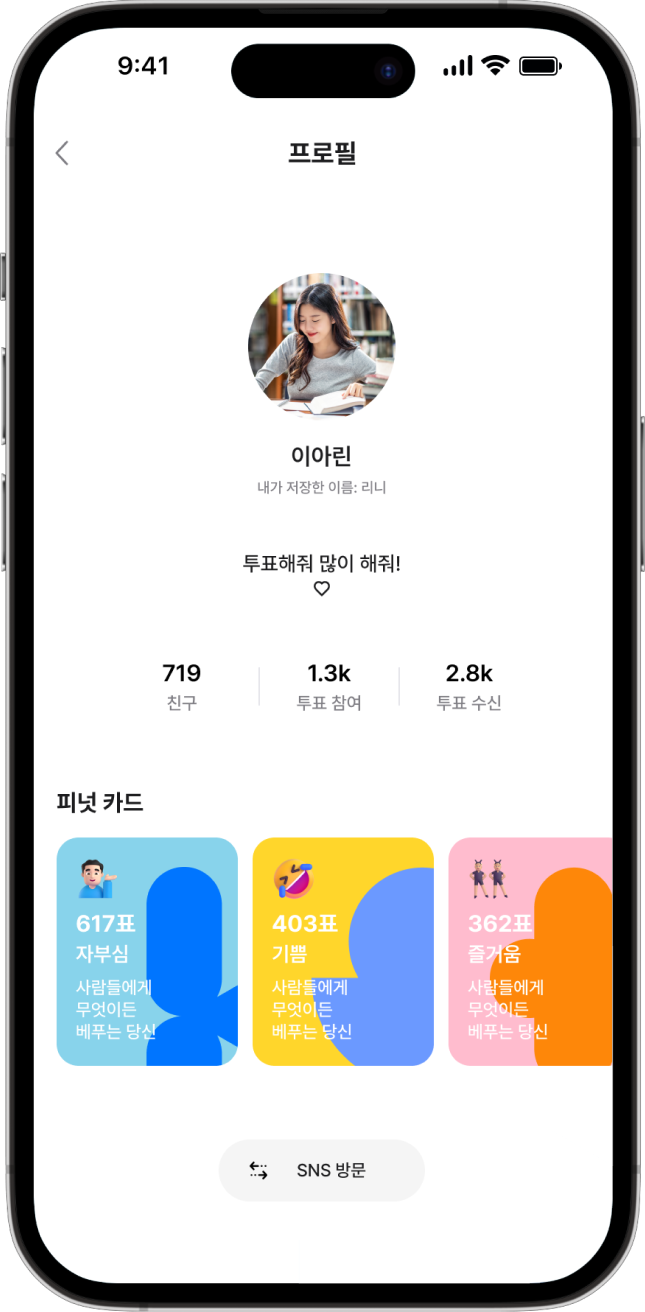 9:41
프로필
이아린
내가 저장한 이름: 리니
투표해줘 많이 해줘!
719
친구
1.3k
투표 참여
2.8k
투표 수신
피넛 카드
617표
자부심
사람들에게
무엇이든
베푸는 당신
403표
기쁨
사람들에게
무엇이든
베푸는 당신
362표
즐거움
사람들에게
무엇이든
베푸는 당신
SNS 방문